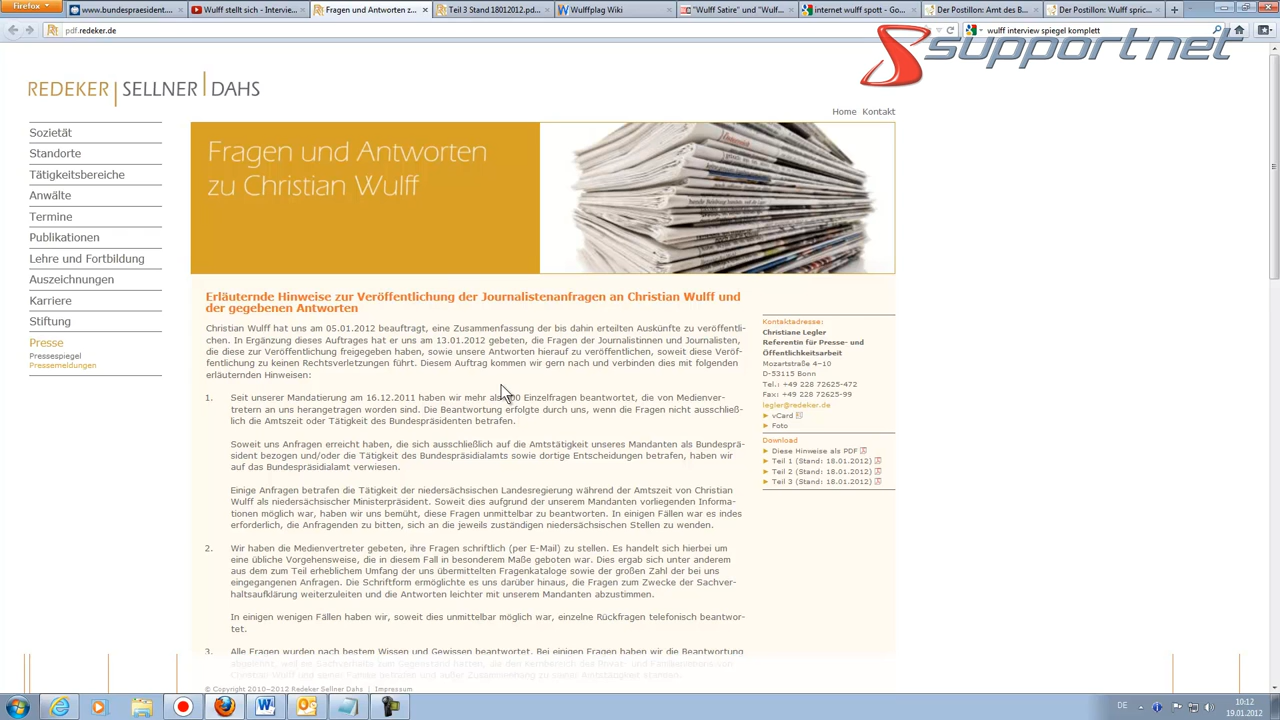 Firefox
www.bundespraesident...
Wulff stellt sich - Interview...
Fragen und Antworten z...
Teil 3 Stand 18012012.pd...
Wulffplag Wiki
"Wulff Satire" und "Wulf...
internet wulff spott - Go...
Der Postillon: Amt des B...
Der Postillon: Wulff spric...
pdf.redeker.de
wulff interview spiegel komplett
supportnet
REDEKER SELLNER DAHS
Home Kontakt
Sozietät
Standorte
Tätigkeitsbereiche
Anwälte
Termine
Publikationen
Lehre und Fortbildung
Auszeichnungen
Karriere
Stiftung
Presse
Pressespiegel
Pressemeldungen
Fragen und Antworten
zu Christian Wulff
Erläuternde Hinweise zur Veröffentlichung der Journalistenanfragen an Christian Wulff und
der gegebenen Antworten
Christian Wulff hat uns am 05.01.2012 beauftragt, eine Zusammenfassung der bis dahin erteilten Auskünfte zu veröffentli-
chen. In Ergänzung dieses Auftrages hat er uns am 13.01.2012 gebeten, die Fragen der Journalistinnen und Journalisten,
die diese zur Veröffentlichung freigegeben haben, sowie unsere Antworten hierauf zu veröffentlichen, soweit diese Veröf-
fentlichung zu keinen Rechtsverletzungen führt. Diesem Auftrag kommen wir gern nach und verbinden dies mit folgenden
erläuternden Hinweisen:
1. Seit unserer Mandatierung am 16.12.2011 haben wir mehr als Einzelfragen beantwortet, die von Medienver-
tretern an uns herangetragen worden sind. Die Beantwortung erfolgte durch uns, wenn die Fragen nicht ausschließ-
lich die Amtszeit oder Tätigkeit des Bundespräsidenten betrafen.
Soweit uns Anfragen erreicht haben, die sich ausschließlich auf die Amtstätigkeit unseres Mandanten als Bundesprä-
sident bezogen und/oder die Tätigkeit des Bundespräsidialamts sowie dortige Entscheidungen betrafen, haben wir
auf das Bundespräsidialamt verwiesen.
Einige Anfragen betrafen die Tätigkeit der niedersächsischen Landesregierung während der Amtszeit von Christian
Wulff als niedersächsischer Ministerpräsident. Soweit dies aufgrund der unserem Mandanten vorliegenden Informa-
tionen möglich war, haben wir uns bemüht, diese Fragen unmittelbar zu beantworten. In einigen Fällen war es indes
erforderlich, die Anfragenden zu bitten, sich an die jeweils zuständigen niedersächsischen Stellen zu wenden.
2. Wir haben die Medienvertreter gebeten, ihre Fragen schriftlich (per E-Mail) zu stellen. Es handelt sich hierbei um
eine übliche Vorgehensweise, die in diesem Fall in besonderem Maße geboten war. Dies ergab sich unter anderem
aus dem zum Teil erheblichem Umfang der uns übermittelten Fragenkataloge sowie der großen Zahl der bei uns
eingegangenen Anfragen. Die Schriftform ermöglichte es uns darüber hinaus, die Fragen zum Zwecke der Sachver-
haltsaufklärung weiterzuleiten und die Antworten leichter mit unserem Mandanten abzustimmen.
In einigen wenigen Fällen haben wir, soweit dies unmittelbar möglich war, einzelne Rückfragen telefonisch beantwor-
tet.
3. Alle Fragen wurden nach bestem Wissen und Gewissen beantwortet. Bei einigen Fragen haben wir die Beantwortung
Kontaktadresse:
Christiane Legler
Referentin für Presse- und
Öffentlichkeitsarbeit
Mozartstraße 4-10
D-53115 Bonn
Tel.: +49 228 72625-472
Fax: +49 228 72625-99
legler@redeker.de
vCard
Foto
Download
Diese Hinweise als PDF
Teil 1 (Stand: 18.01.2012)
Teil 2 (Stand: 18.01.2012)
Teil 3 (Stand: 18.01.2012)
© Copyright 2010-2012 Redeker Sellner Dahs | Impressum
DE
10:12
19.01.2012